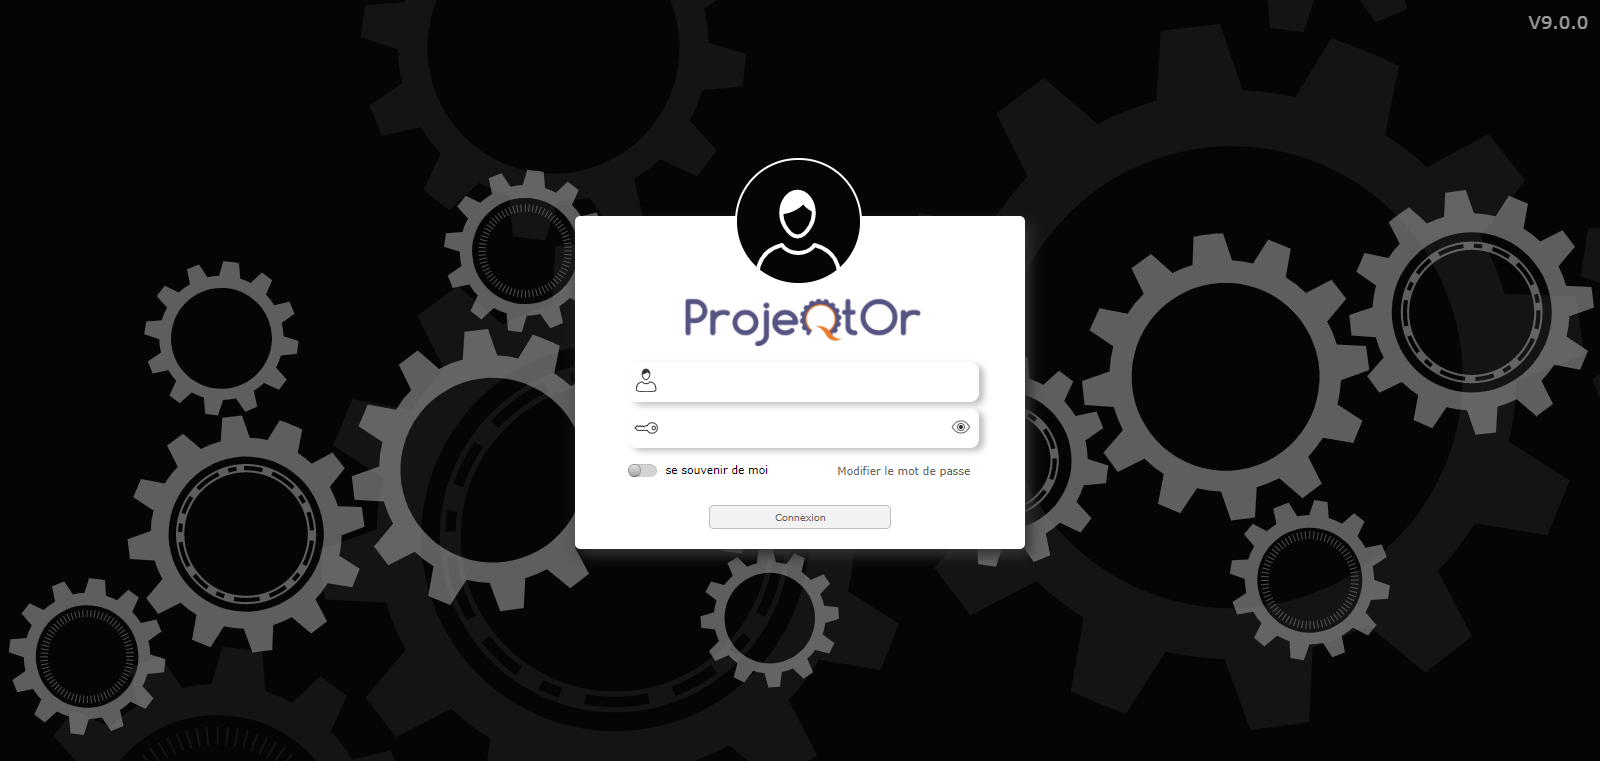 V9.0.0
ProjeQtOr
se souvenir de moi
Modifier le mot de passe
Connexion